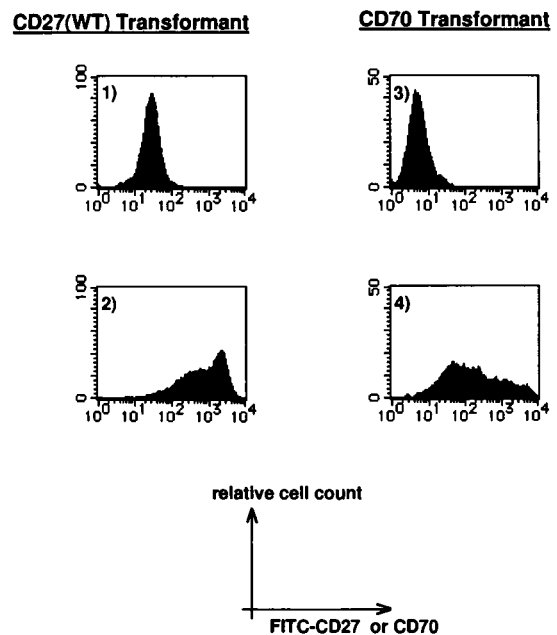 CD27(WT) Transformant
CD70 Transformant
100
1)
0
10^0 10^1 10^2 10^3 10^4
50
3)
0
10^0 10^1 10^2 10^3 10^4
100
2)
0
10^0 10^1 10^2 10^3 10^4
50
4)
0
10^0 10^1 10^2 10^3 10^4
relative cell count
FITC-CD27 or CD70